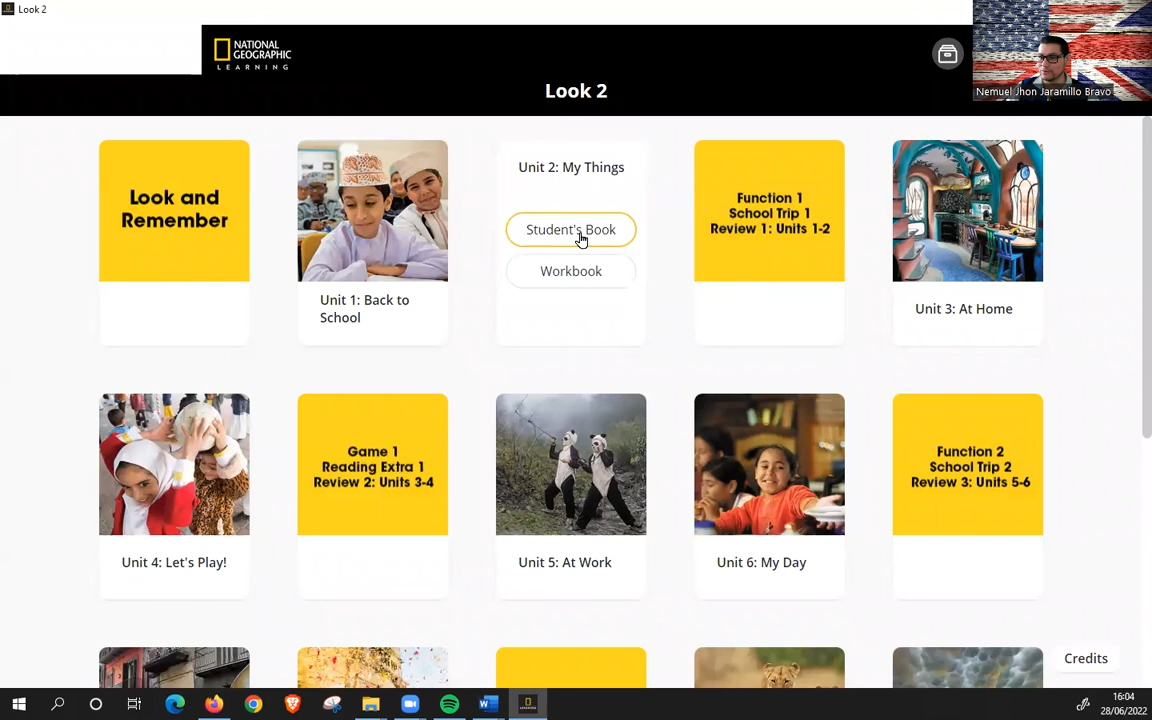 Look 2
NATIONAL
GEOGRAPHIC
LEARNING
Look 2
Nemuel Jhon Jaramillo Bravo
Look and
Remember
Unit 1: Back to
School
Unit 2: My Things
Student's Book
Workbook
Function 1
School Trip 1
Review 1: Units 1-2
Unit 3: At Home
Unit 4: Let's Play!
Game 1
Reading Extra 1
Review 2: Units 3-4
Unit 5: At Work
Unit 6: My Day
Function 2
School Trip 2
Review 3: Units 5-6
Credits
16:04
28/06/2022